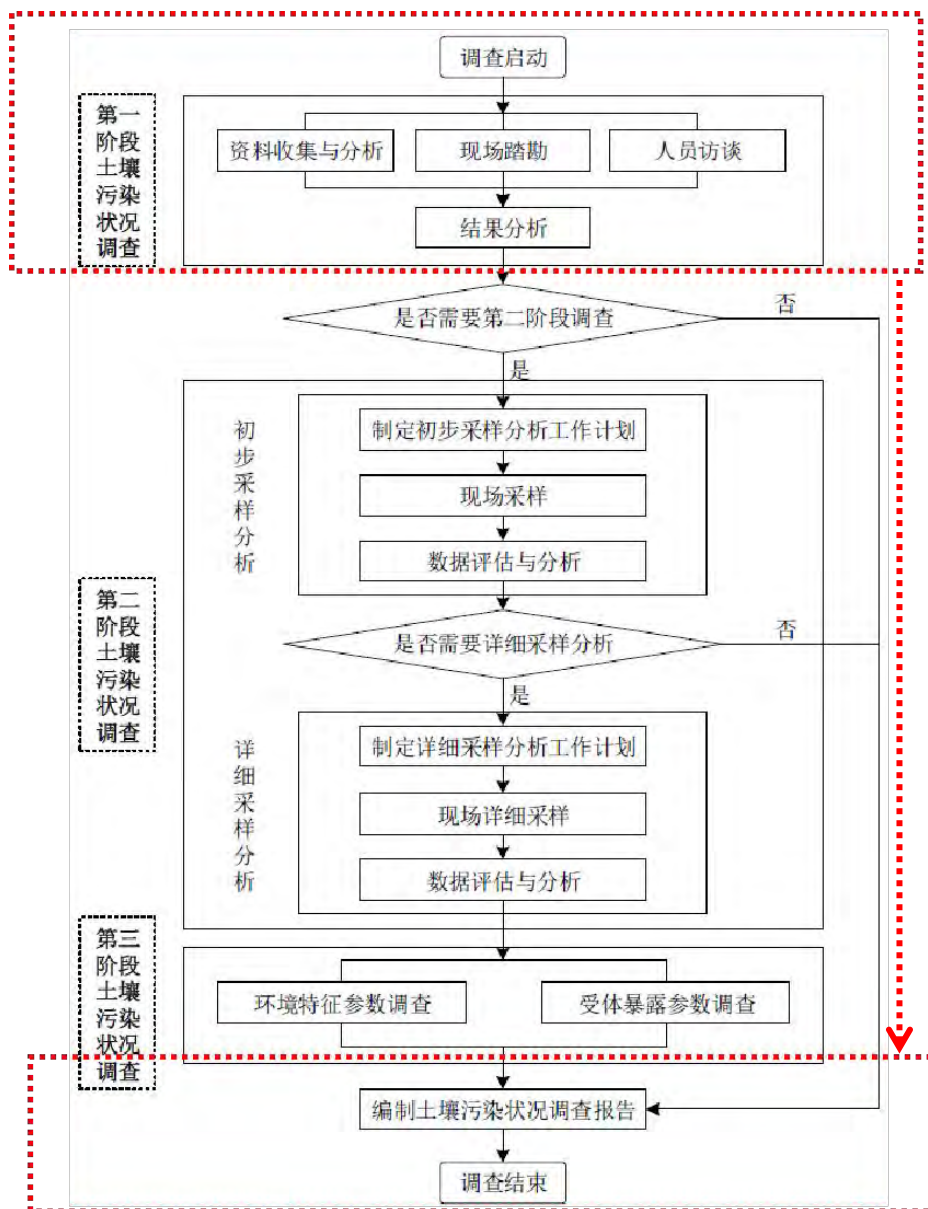 调查启动
第一
阶段
土壤
污染
状况
调查
资料收集与分析
现场踏勘
人员访谈
结果分析
是否需要第二阶段调查
否
是
初步采样分析
制定初步采样分析工作计划
现场采样
数据评估与分析
第二
阶段
土壤
污染
状况
调查
是否需要详细采样分析
否
是
详细采样分析
制定详细采样分析工作计划
现场详细采样
数据评估与分析
第三
阶段
土壤
污染
状况
调查
环境特征参数调查
受体暴露参数调查
编制土壤污染状况调查报告
调查结束